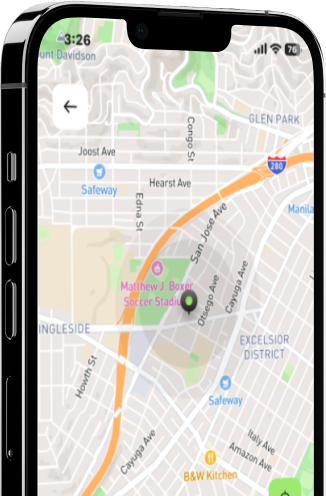 3:26
76
unt Davidson
GLEN PARK
Congo St
280
Joost Ave
Safeway
Hearst Ave
Edna St
Manila
San Jose Ave
Matthew J. Boxer
Soccer Stadiu
Otsego Ave
Cayuga Ave
INGLESIDE
EXCELSIOR
DISTRICT
Howth St
Safeway
Cayuga Ave
Italy Ave
Amazon Ave
B&W Kitchen